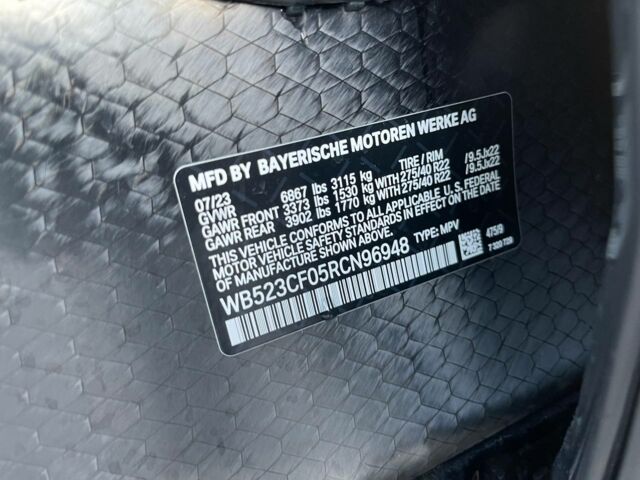 MFD BY BAYERISCHE MOTOREN WERKE AG
07/23 TIRE / RIM
GVWR 6867 lbs 3115 kg
GAWR FRONT 3373 lbs 1530 kg WITH 275/40 R22 /9.5Jx22
GAWR REAR 3902 lbs 1770 kg WITH 275/40 R22 /9.5Jx22
THIS VEHICLE CONFORMS TO ALL APPLICABLE U.S. FEDERAL
MOTOR VEHICLE SAFETY STANDARDS IN EFFECT ON THE
DATE OF MANUFACTURE SHOWN ABOVE.
WB523CF05RCN96948 TYPE: MPV
475/9